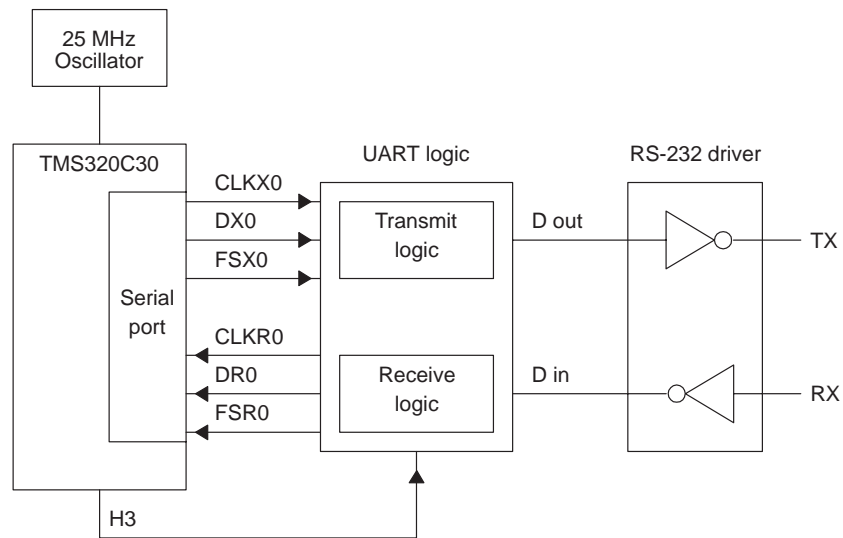 25 MHz
Oscillator
TMS320C30
UART logic
RS-232 driver
CLKX0
DX0
FSX0
Transmit
logic
D out
TX
Serial
port
CLKR0
DR0
FSR0
Receive
logic
D in
RX
H3